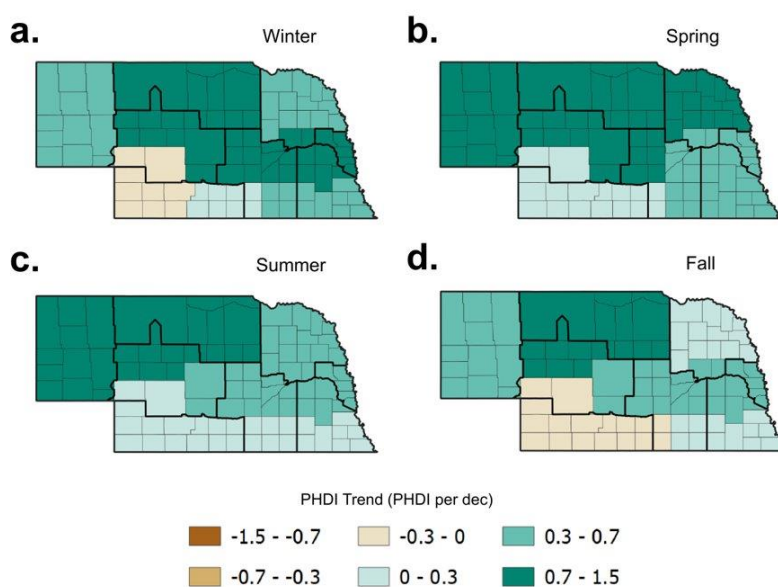 a. Winter
b. Spring
c. Summer
d. Fall
PHDI Trend (PHDI per dec)
-1.5 - -0.7
-0.3 - 0
0.3 - 0.7
-0.7 - -0.3
0 - 0.3
0.7 - 1.5